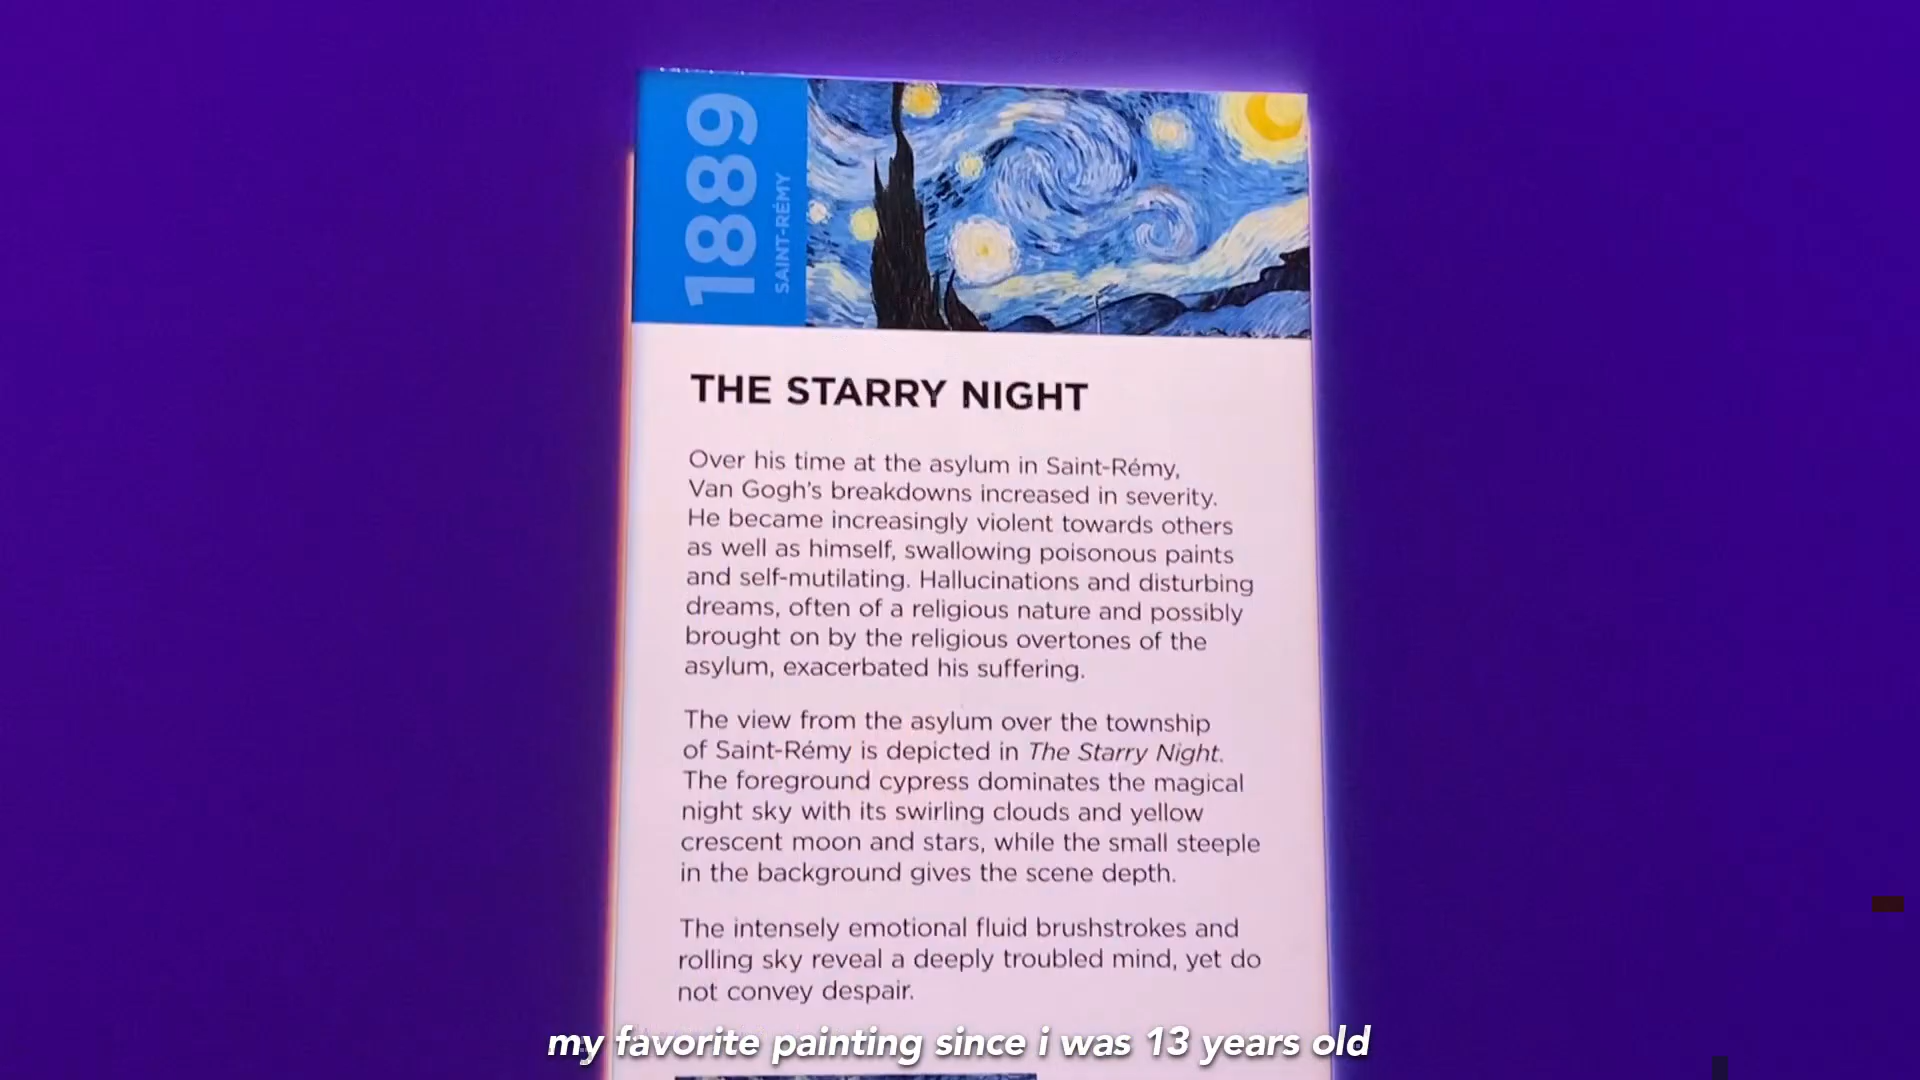 1889
SAINT-RÉMY
THE STARRY NIGHT
Over his time at the asylum in Saint-Rémy,
Van Gogh's breakdowns increased in severity.
He became increasingly violent towards others
as well as himself, swallowing poisonous paints
and self-mutilating. Hallucinations and disturbing
dreams, often of a religious nature and possibly
brought on by the religious overtones of the
asylum, exacerbated his suffering.
The view from the asylum over the township
of Saint-Rémy is depicted in The Starry Night.
The foreground cypress dominates the magical
night sky with its swirling clouds and yellow
crescent moon and stars, while the small steeple
in the background gives the scene depth.
The intensely emotional fluid brushstrokes and
rolling sky reveal a deeply troubled mind, yet do
not convey despair.
my favorite painting since i was 13 years old